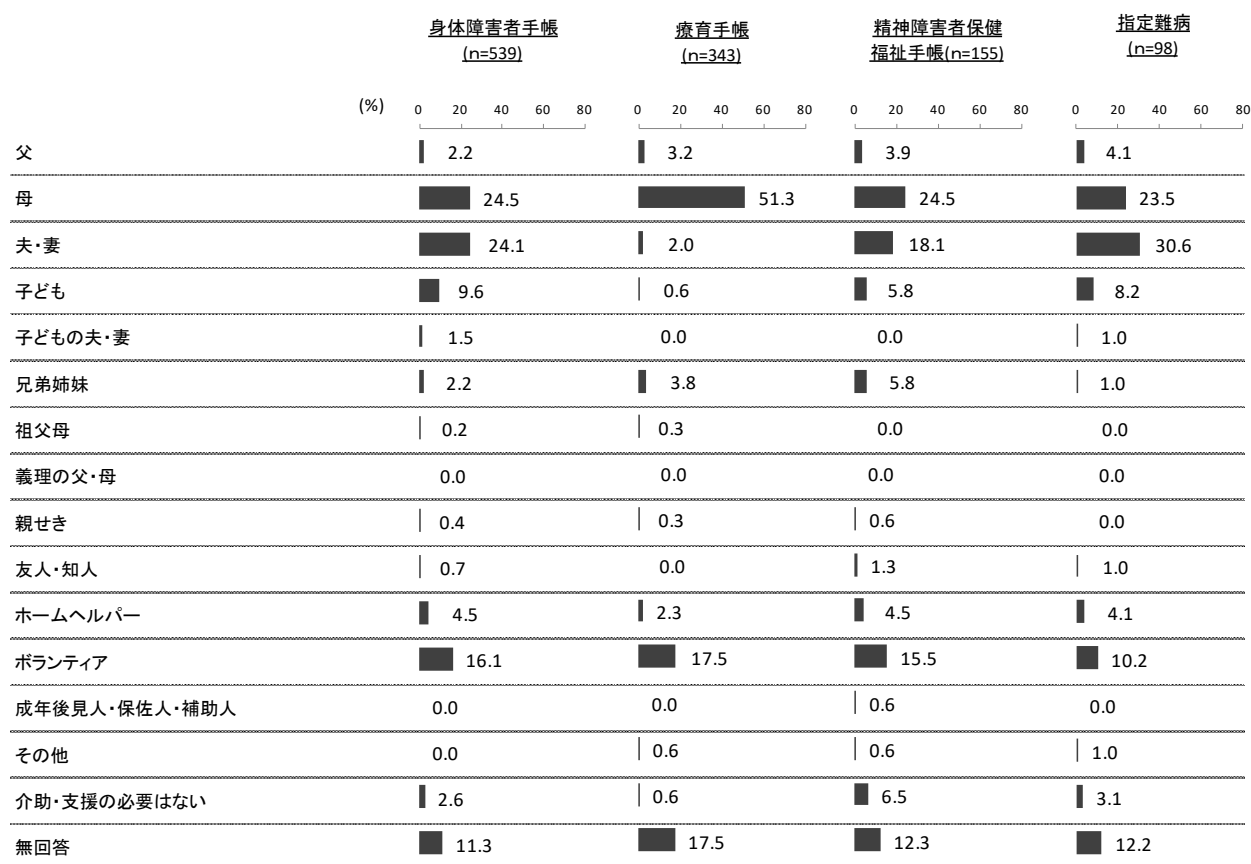 身体障害者手帳 療育手帳 精神障害者保健 指定難病
(n=539) (n=343) 福祉手帳(n=155) (n=98)
(%) 0 20 40 60 80 0 20 40 60 80 0 20 40 60 80 0 20 40 60 80
父 2.2 3.2 3.9 4.1
母 24.5 51.3 24.5 23.5
夫・妻 24.1 2.0 18.1 30.6
子ども 9.6 0.6 5.8 8.2
子どもの夫・妻 1.5 0.0 0.0 1.0
兄弟姉妹 2.2 3.8 5.8 1.0
祖父母 0.2 0.3 0.0 0.0
義理の父・母 0.0 0.0 0.0 0.0
親せき 0.4 0.3 0.6 0.0
友人・知人 0.7 0.0 1.3 1.0
ホームヘルパー 4.5 2.3 4.5 4.1
ボランティア 16.1 17.5 15.5 10.2
成年後見人・保佐人・補助人 0.0 0.0 0.6 0.0
その他 0.0 0.6 0.6 1.0
介助・支援の必要はない 2.6 0.6 6.5 3.1
無回答 11.3 17.5 12.3 12.2